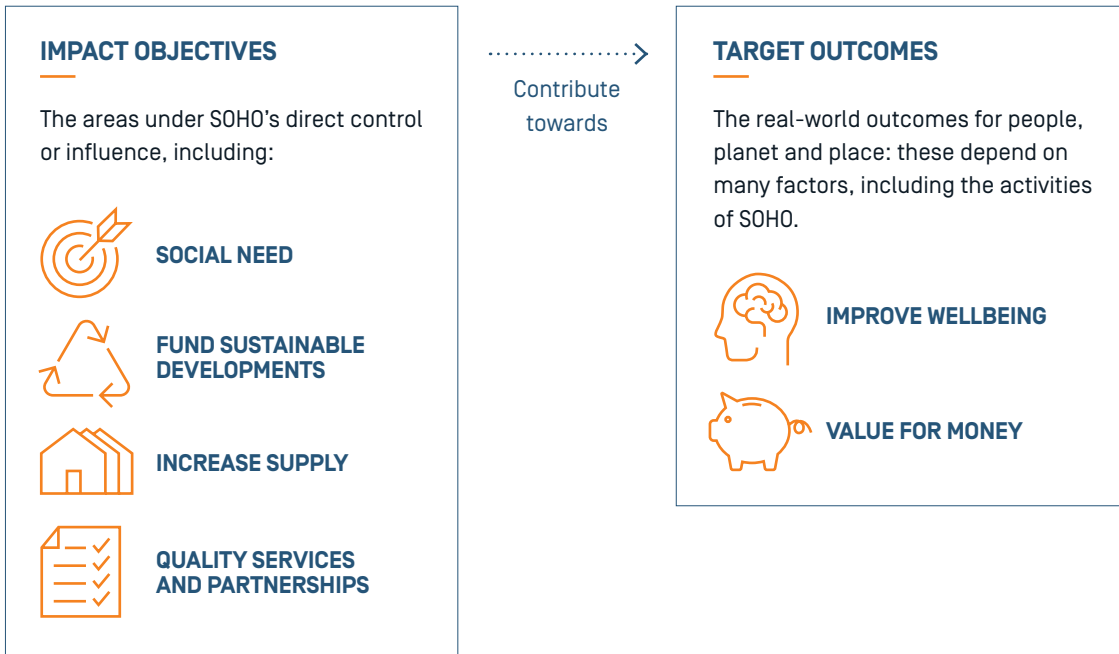 IMPACT OBJECTIVES
The areas under SOHO's direct control
or influence, including:
SOCIAL NEED
FUND SUSTAINABLE
DEVELOPMENTS
INCREASE SUPPLY
QUALITY SERVICES
AND PARTNERSHIPS
Contribute
towards
TARGET OUTCOMES
The real-world outcomes for people,
planet and place: these depend on
many factors, including the activities
of SOHO.
IMPROVE WELLBEING
VALUE FOR MONEY